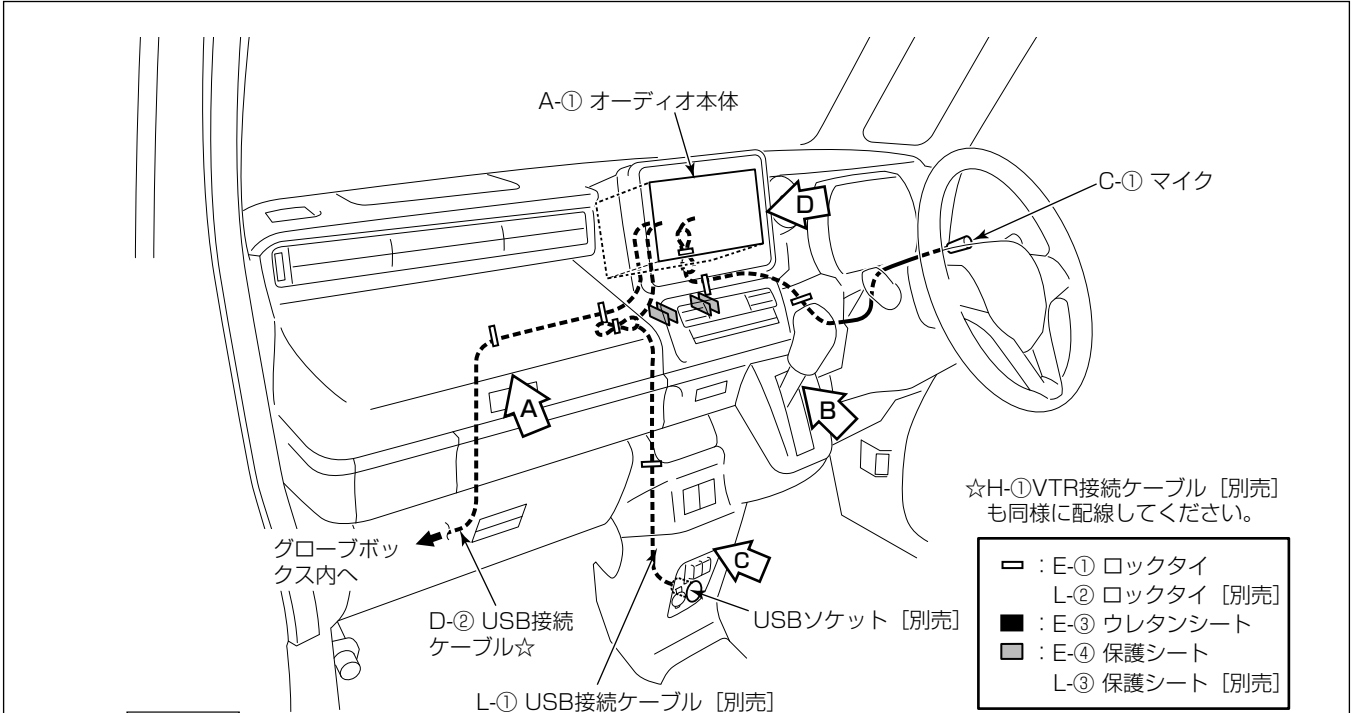 A-① オーディオ本体
C-① マイク
D
A
B
C
グローブボッ
クス内へ
D-② USB接続
ケーブル☆
L-① USB接続ケーブル［別売］
USBソケット［別売］
☆H-①VTR接続ケーブル［別売］
も同様に配線してください。
：E-① ロックタイ
L-② ロックタイ［別売］
：E-③ ウレタンシート
：E-④ 保護シート
L-③ 保護シート［別売］